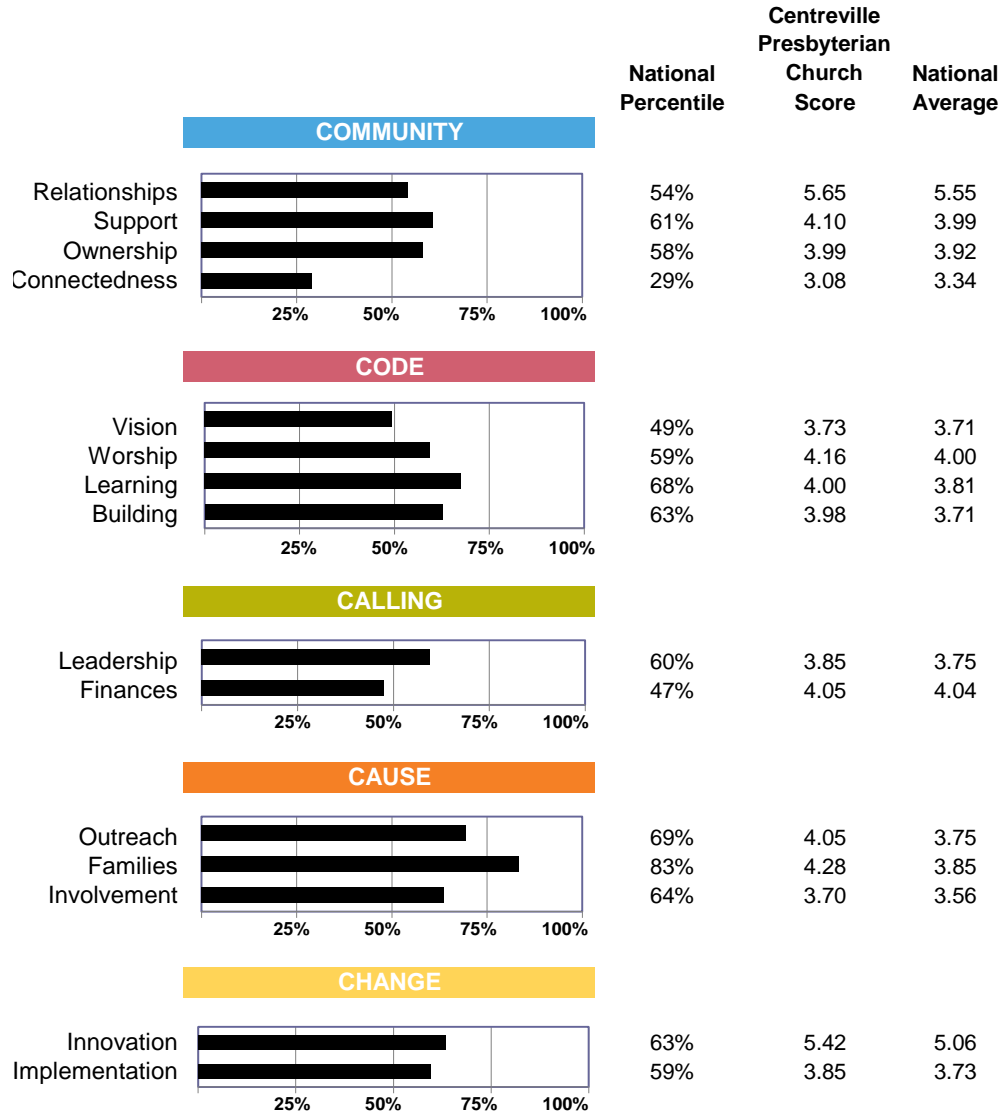 Centreville
Presbyterian
National Church National
Percentile Score Average
COMMUNITY
Relationships 54% 5.65 5.55
Support 61% 4.10 3.99
Ownership 58% 3.99 3.92
Connectedness 29% 3.08 3.34
25% 50% 75% 100%
CODE
Vision 49% 3.73 3.71
Worship 59% 4.16 4.00
Learning 68% 4.00 3.81
Building 63% 3.98 3.71
25% 50% 75% 100%
CALLING
Leadership 60% 3.85 3.75
Finances 47% 4.05 4.04
25% 50% 75% 100%
CAUSE
Outreach 69% 4.05 3.75
Families 83% 4.28 3.85
Involvement 64% 3.70 3.56
25% 50% 75% 100%
CHANGE
Innovation 63% 5.42 5.06
Implementation 59% 3.85 3.73
25% 50% 75% 100%